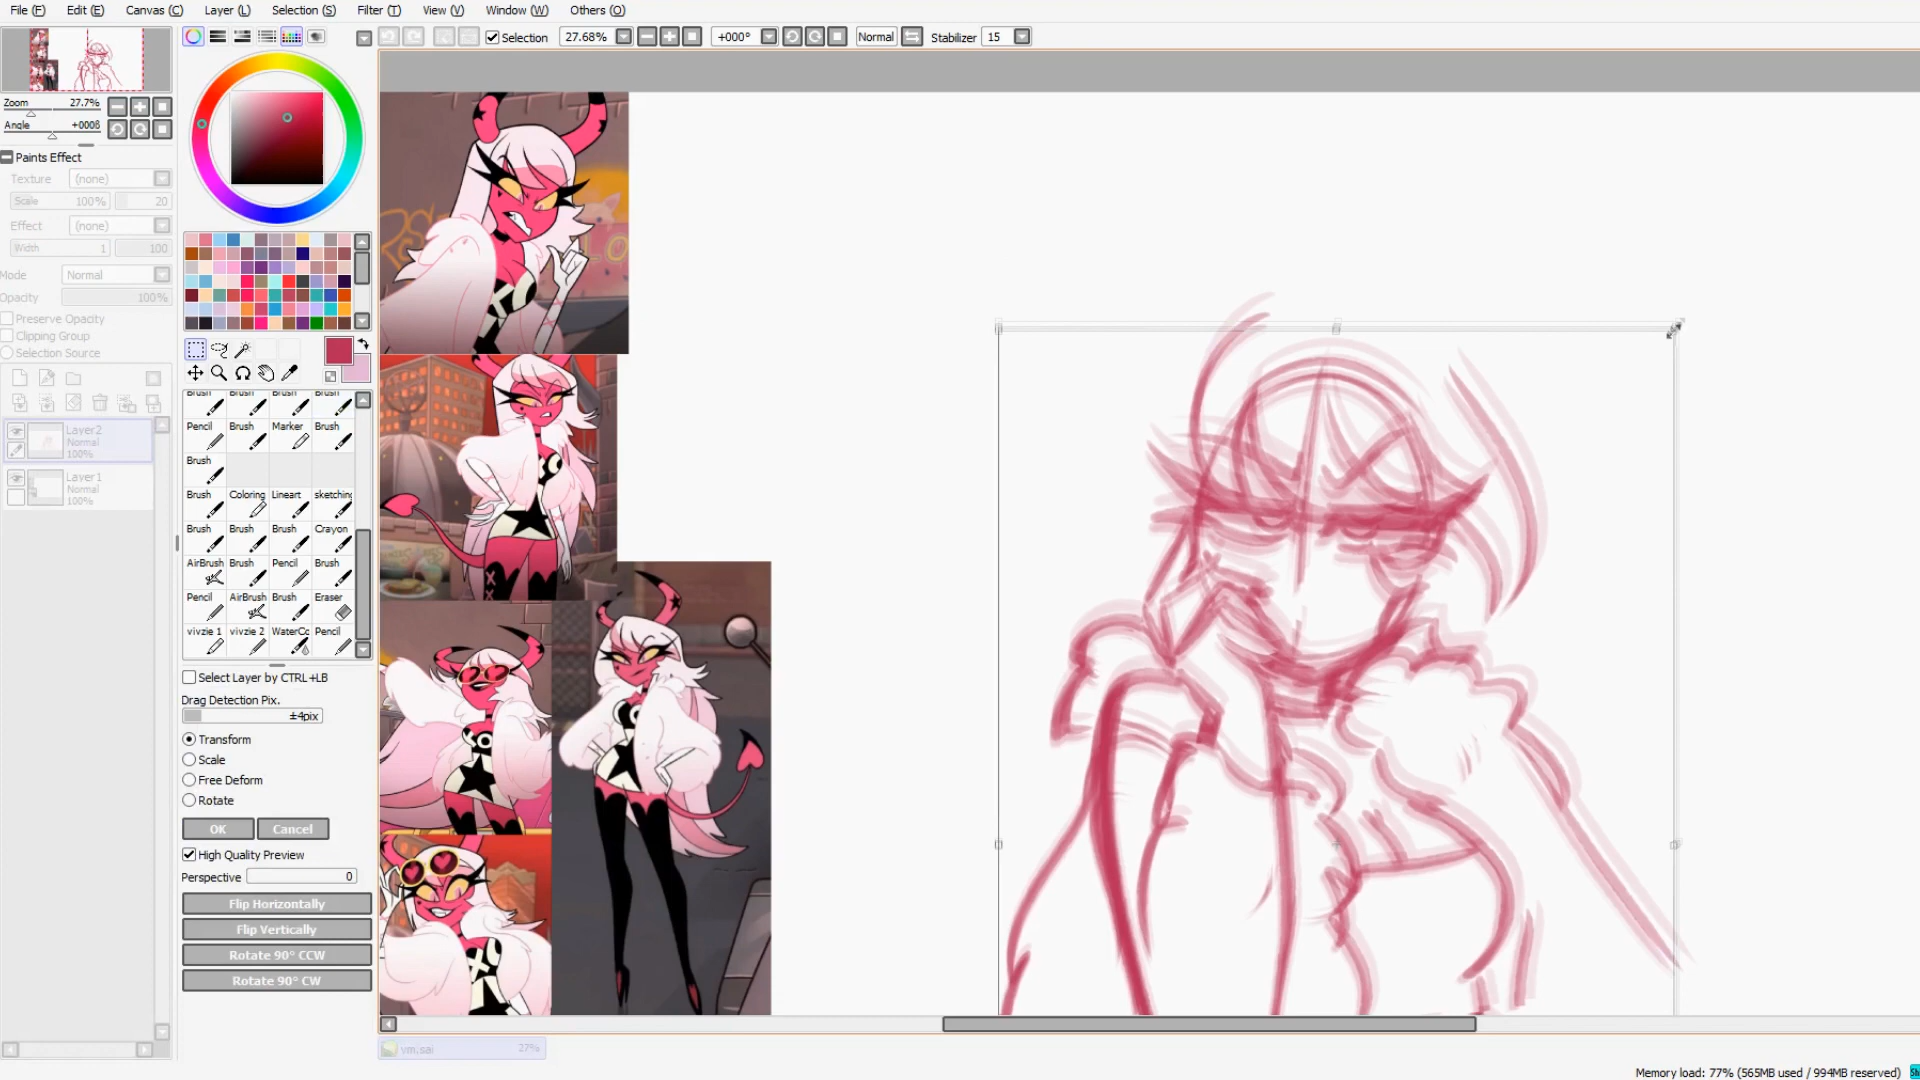 File (F) Edit (E) Canvas (C) Layer (L) Selection (S) Filter (T) View (V) Window (W) Others (O)
Selection 27.68% +000° Normal Stabilizer 15
Zoom 27.7%
Angle +000ß
Paints Effect
Texture (none)
Scale 100% 20
Effect (none)
Width 1 100
Mode Normal
Opacity 100%
Preserve Opacity
Clipping Group
Selection Source
Layer2
Normal
100%
Layer1
Normal
100%
Brush Brush Brush Brush
Pencil Brush Marker Brush
Brush
Brush Coloring Lineart sketching
Brush Brush Brush Crayon
AirBrush Brush Pencil Brush
Pencil AirBrush Brush Eraser
vivzie 1 vivzie 2 WaterCo Pencil
Select Layer by CTRL+LB
Drag Detection Pix.
±4pix
Transform
Scale
Free Deform
Rotate
OK Cancel
High Quality Preview
Perspective 0
Flip Horizontally
Flip Vertically
Rotate 90° CCW
Rotate 90° CW
vm.sai 27%
Memory load: 77% (565MB used / 994MB reserved)